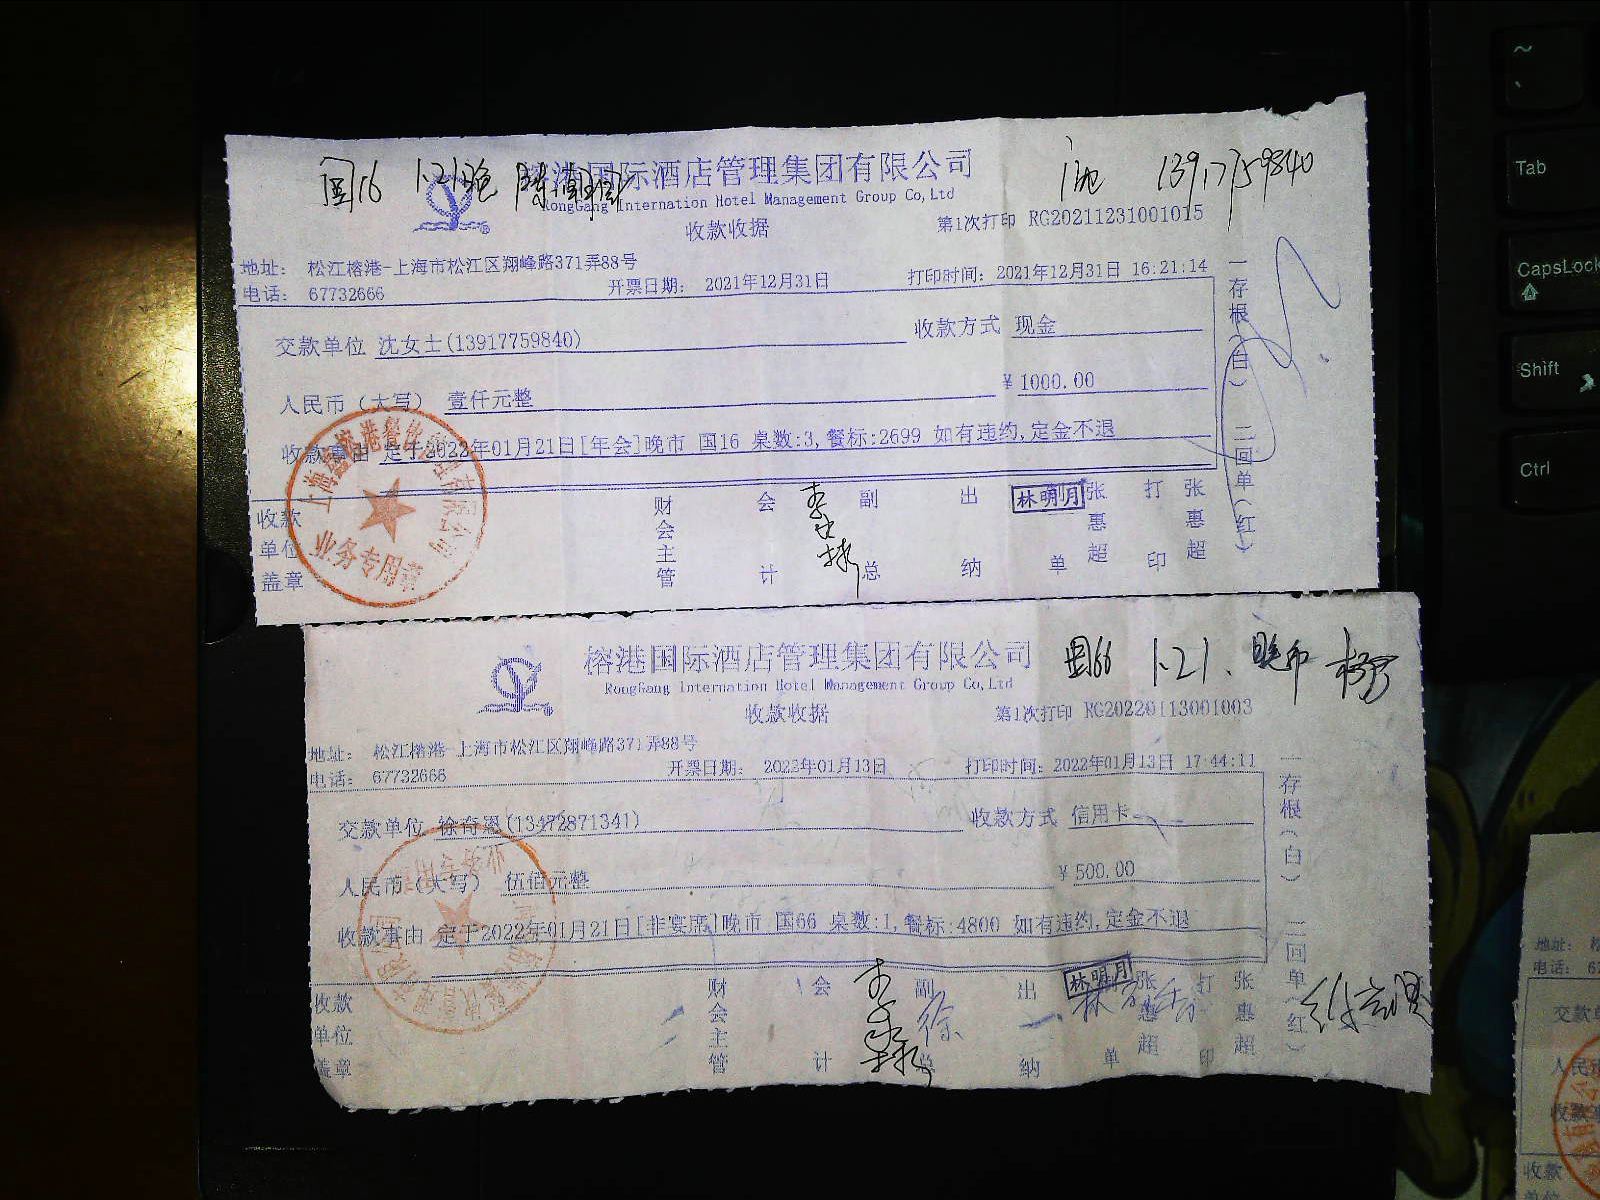 国16 1.21晚
沈 13917759840
榕港国际酒店管理集团有限公司
RongGang Internation Hotel Management Group Co,Ltd
收款收据
第1次打印 RG20211231001015
地址: 松江榕港-上海市松江区翔峰路371弄88号
电话: 67732666
开票日期: 2021年12月31日
打印时间: 2021年12月31日 16:21:14
交款单位 沈女士(13917759840)
收款方式 现金
人民币（大写） 壹仟元整
¥ 1000.00
收款事由 定于2022年01月21日[年会]晚市 国16 桌数:3,餐标:2699 如有违约,定金不退
收款单位盖章
财会主管
会计
副总
出纳
林明月
单
张惠超
打印
张惠超
一存根(白) 二回单(红)
业务专用章
榕港国际酒店管理集团有限公司
国66 1.21. 晚市
RongGang Internation Hotel Management Group Co,Ltd
收款收据
第1次打印 RG20220113001003
地址: 松江榕港-上海市松江区翔峰路371弄88号
电话: 67732666
开票日期: 2022年01月13日
打印时间: 2022年01月13日 17:44:11
交款单位 徐奇恩(13472871341)
收款方式 信用卡
人民币（大写） 伍佰元整
¥ 500.00
收款事由 定于2022年01月21日[非宴席]晚市 国66 桌数:1,餐标:4800 如有违约,定金不退
收款单位盖章
财会主管
会计
副总
出纳
林明月
单
张惠超
打印
张惠超
一存根(白) 二回单(红)
~
`
Tab
CapsLock
Shift
Ctrl
地址:
电话: 67
交款单
人民币
收款
收款